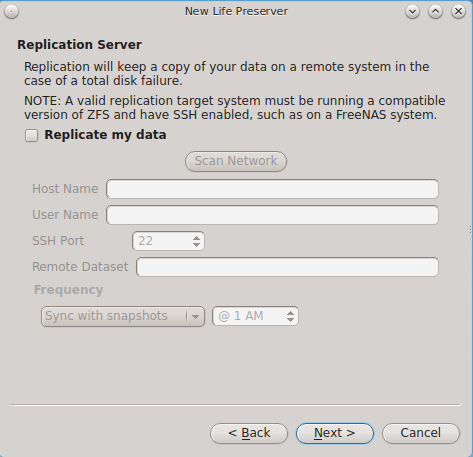 New Life Preserver
Replication Server
Replication will keep a copy of your data on a remote system in the
case of a total disk failure.
NOTE: A valid replication target system must be running a compatible
version of ZFS and have SSH enabled, such as on a FreeNAS system.
Replicate my data
Scan Network
Host Name
User Name
SSH Port 22
Remote Dataset
Frequency
Sync with snapshots @ 1 AM
< Back Next > Cancel